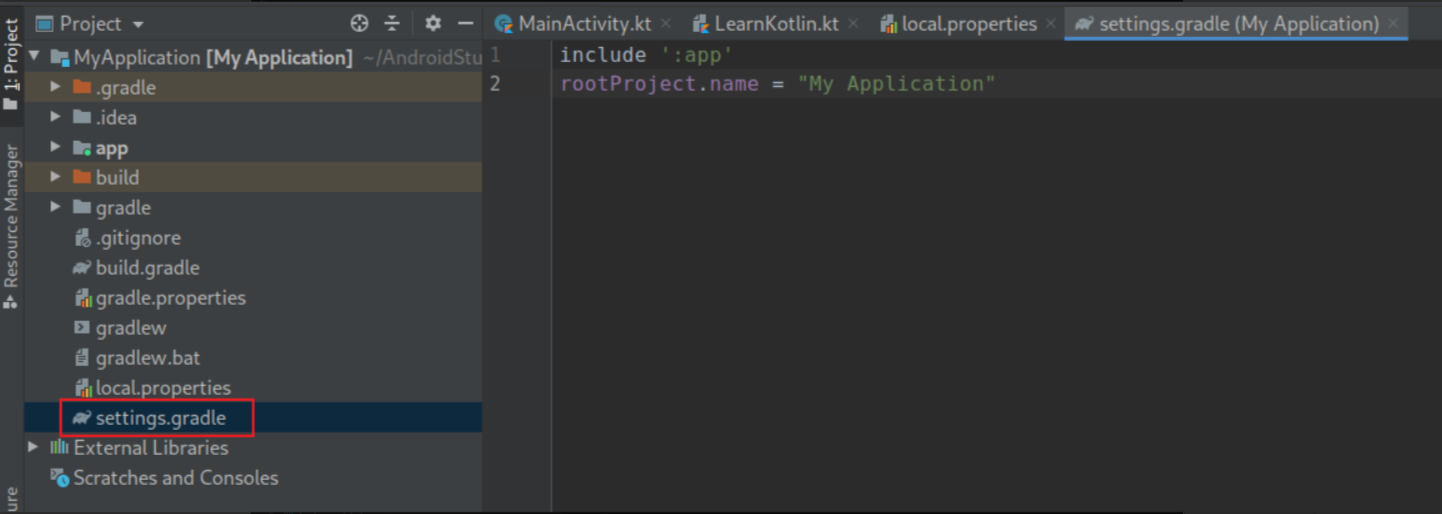 1: Project
Resource Manager
ure
Project
MyApplication [My Application] ~/AndroidStu
.gradle
.idea
app
build
gradle
.gitignore
build.gradle
gradle.properties
gradlew
gradlew.bat
local.properties
settings.gradle
External Libraries
Scratches and Consoles
MainActivity.kt
LearnKotlin.kt
local.properties
settings.gradle (My Application)
1 include ':app'
2 rootProject.name = "My Application"